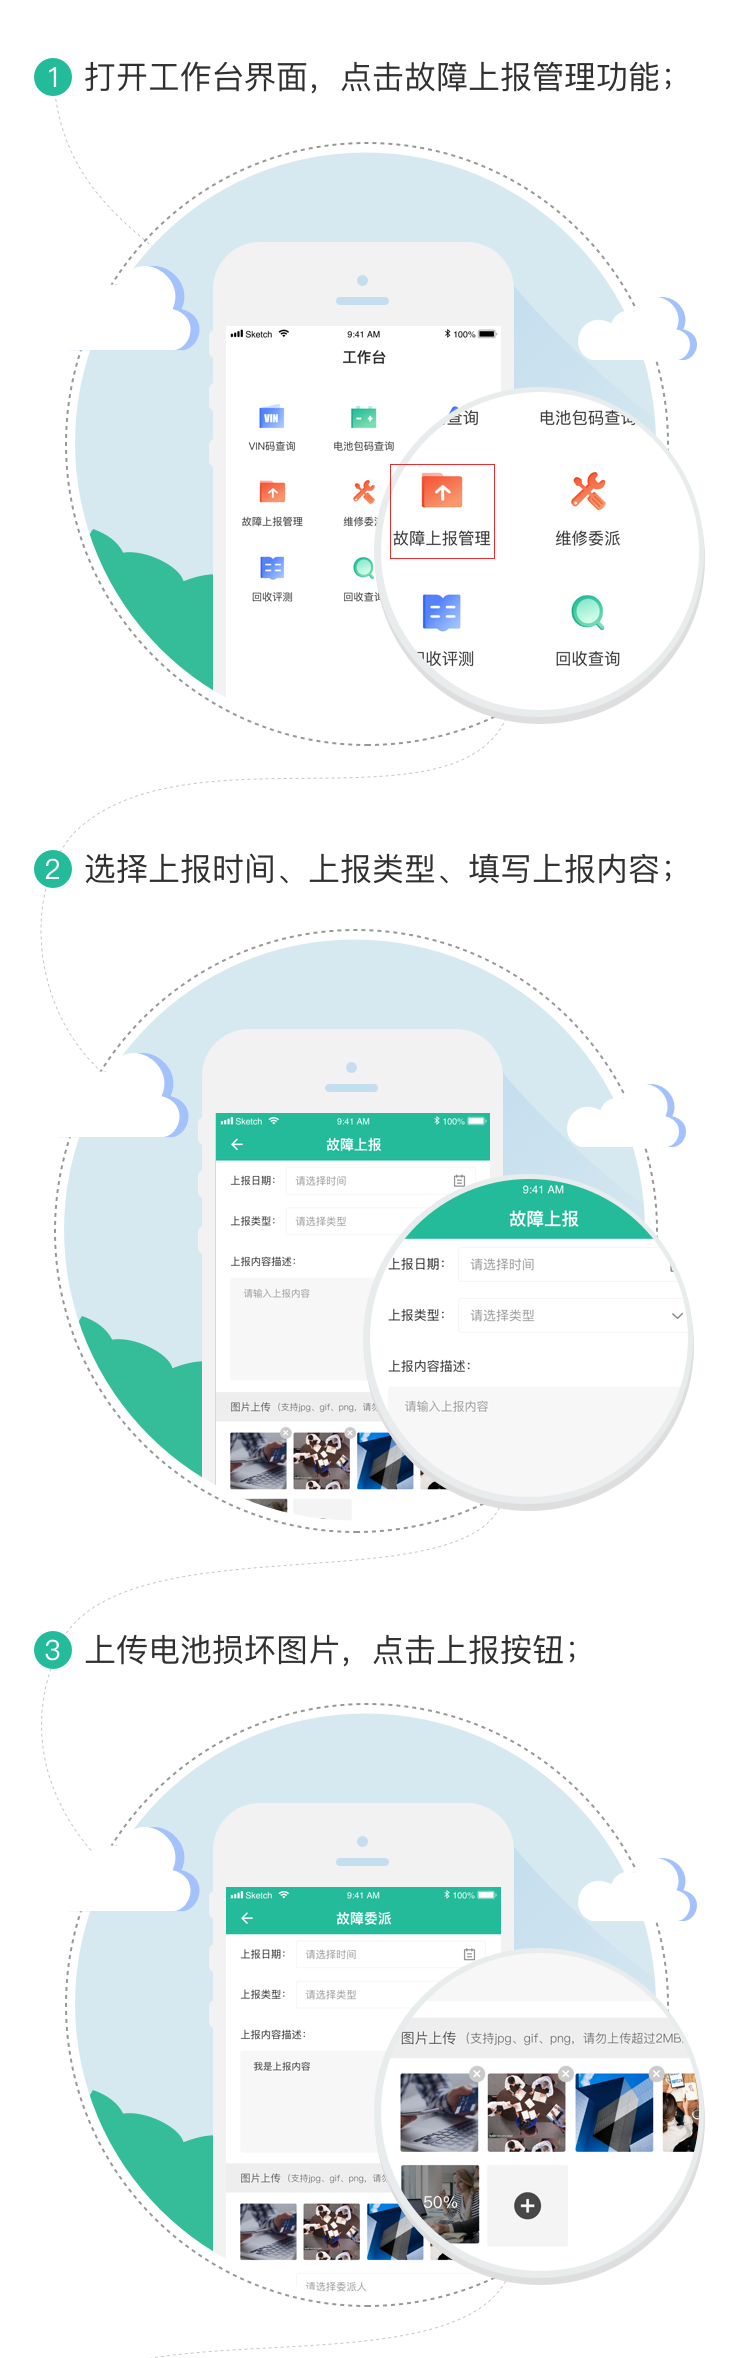 1 打开工作台界面，点击故障上报管理功能；
Sketch 9:41 AM 100%
工作台
VIN
VIN码查询 电池包码查询
查询 电池包码查询
故障上报管理 维修委
故障上报管理 维修委派
回收评测 回收查
收评测 回收查询
2 选择上报时间、上报类型、填写上报内容；
Sketch 9:41 AM 100%
故障上报
9:41 AM
故障上报
上报日期： 请选择时间
上报类型： 请选择类型
上报日期： 请选择时间
上报类型： 请选择类型
上报内容描述：
请输入上报内容
上报内容描述：
请输入上报内容
图片上传（支持jpg、gif、png，请
3 上传电池损坏图片，点击上报按钮；
Sketch 9:41 AM 100%
故障委派
上报日期： 请选择时间
上报类型： 请选择类型
上报内容描述：
我是上报内容
图片上传（支持jpg、gif、png，请勿上传超过2MB
图片上传（支持jpg、gif、png，请
50%
请选择委派人